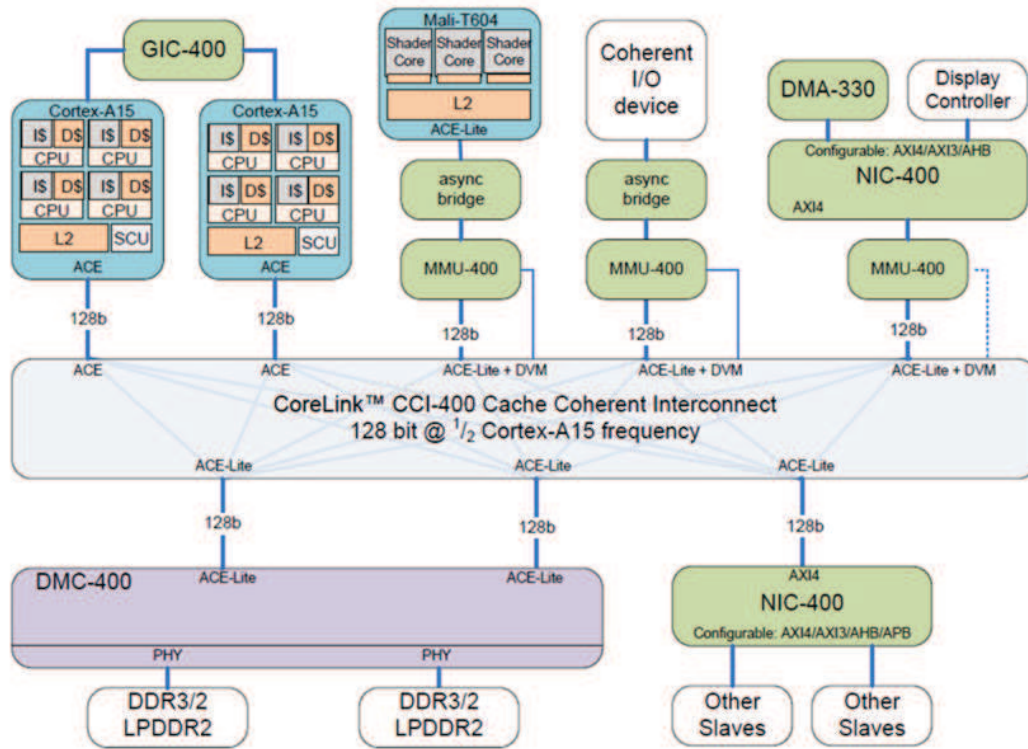 GIC-400
Mali-T604
Shader Core
Shader Core
Shader Core
L2
ACE-Lite
Coherent
I/O
device
DMA-330
Display
Controller
Cortex-A15
I$ D$ I$ D$
CPU CPU
I$ D$ I$ D$
CPU CPU
L2 SCU
ACE
Cortex-A15
I$ D$ I$ D$
CPU CPU
I$ D$ I$ D$
CPU CPU
L2 SCU
ACE
async
bridge
async
bridge
Configurable: AXI4/AXI3/AHB
NIC-400
AXI4
MMU-400
MMU-400
MMU-400
128b
128b
128b
128b
128b
ACE
ACE
ACE-Lite + DVM
ACE-Lite + DVM
ACE-Lite + DVM
CoreLink™ CCI-400 Cache Coherent Interconnect
128 bit @ 1/2 Cortex-A15 frequency
ACE-Lite
ACE-Lite
ACE-Lite
128b
128b
128b
DMC-400
ACE-Lite
ACE-Lite
PHY
PHY
AXI4
NIC-400
Configurable: AXI4/AXI3/AHB/APB
DDR3/2
LPDDR2
DDR3/2
LPDDR2
Other
Slaves
Other
Slaves